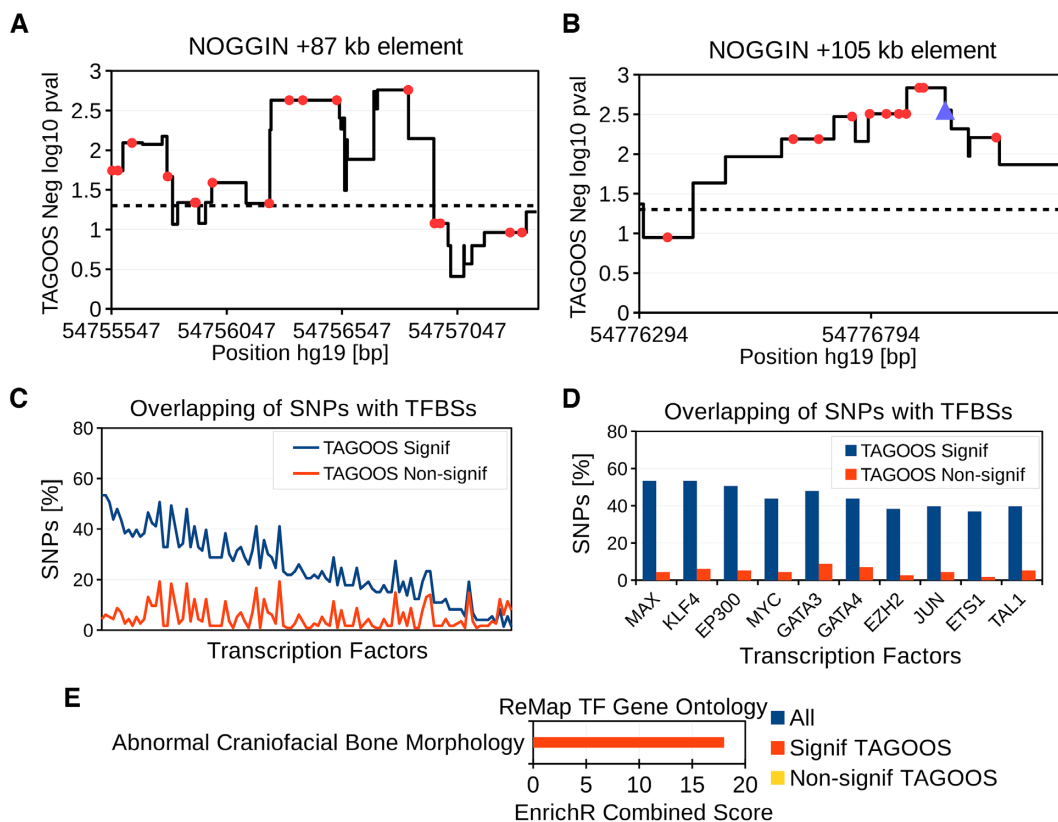 A
NOGGIN +87 kb element
TAGOOS Neg log10 pval
3
2.5
2
1.5
1
0.5
0
54755547 54756047 54756547 54757047
Position hg19 [bp]
B
NOGGIN +105 kb element
TAGOOS Neg log10 pval
3
2.5
2
1.5
1
0.5
0
54776294 54776794
Position hg19 [bp]
C
Overlapping of SNPs with TFBSs
SNPs [%]
80
60
40
20
0
TAGOOS Signif
TAGOOS Non-signif
Transcription Factors
D
Overlapping of SNPs with TFBSs
SNPs [%]
80
60
40
20
0
TAGOOS Signif
TAGOOS Non-signif
MAX KLF4 EP300 MYC GATA3 GATA4 EZH2 JUN ETS1 TAL1
Transcription Factors
E
ReMap TF Gene Ontology
Abnormal Craniofacial Bone Morphology
0 5 10 15 20
EnrichR Combined Score
All
Signif TAGOOS
Non-signif TAGOOS